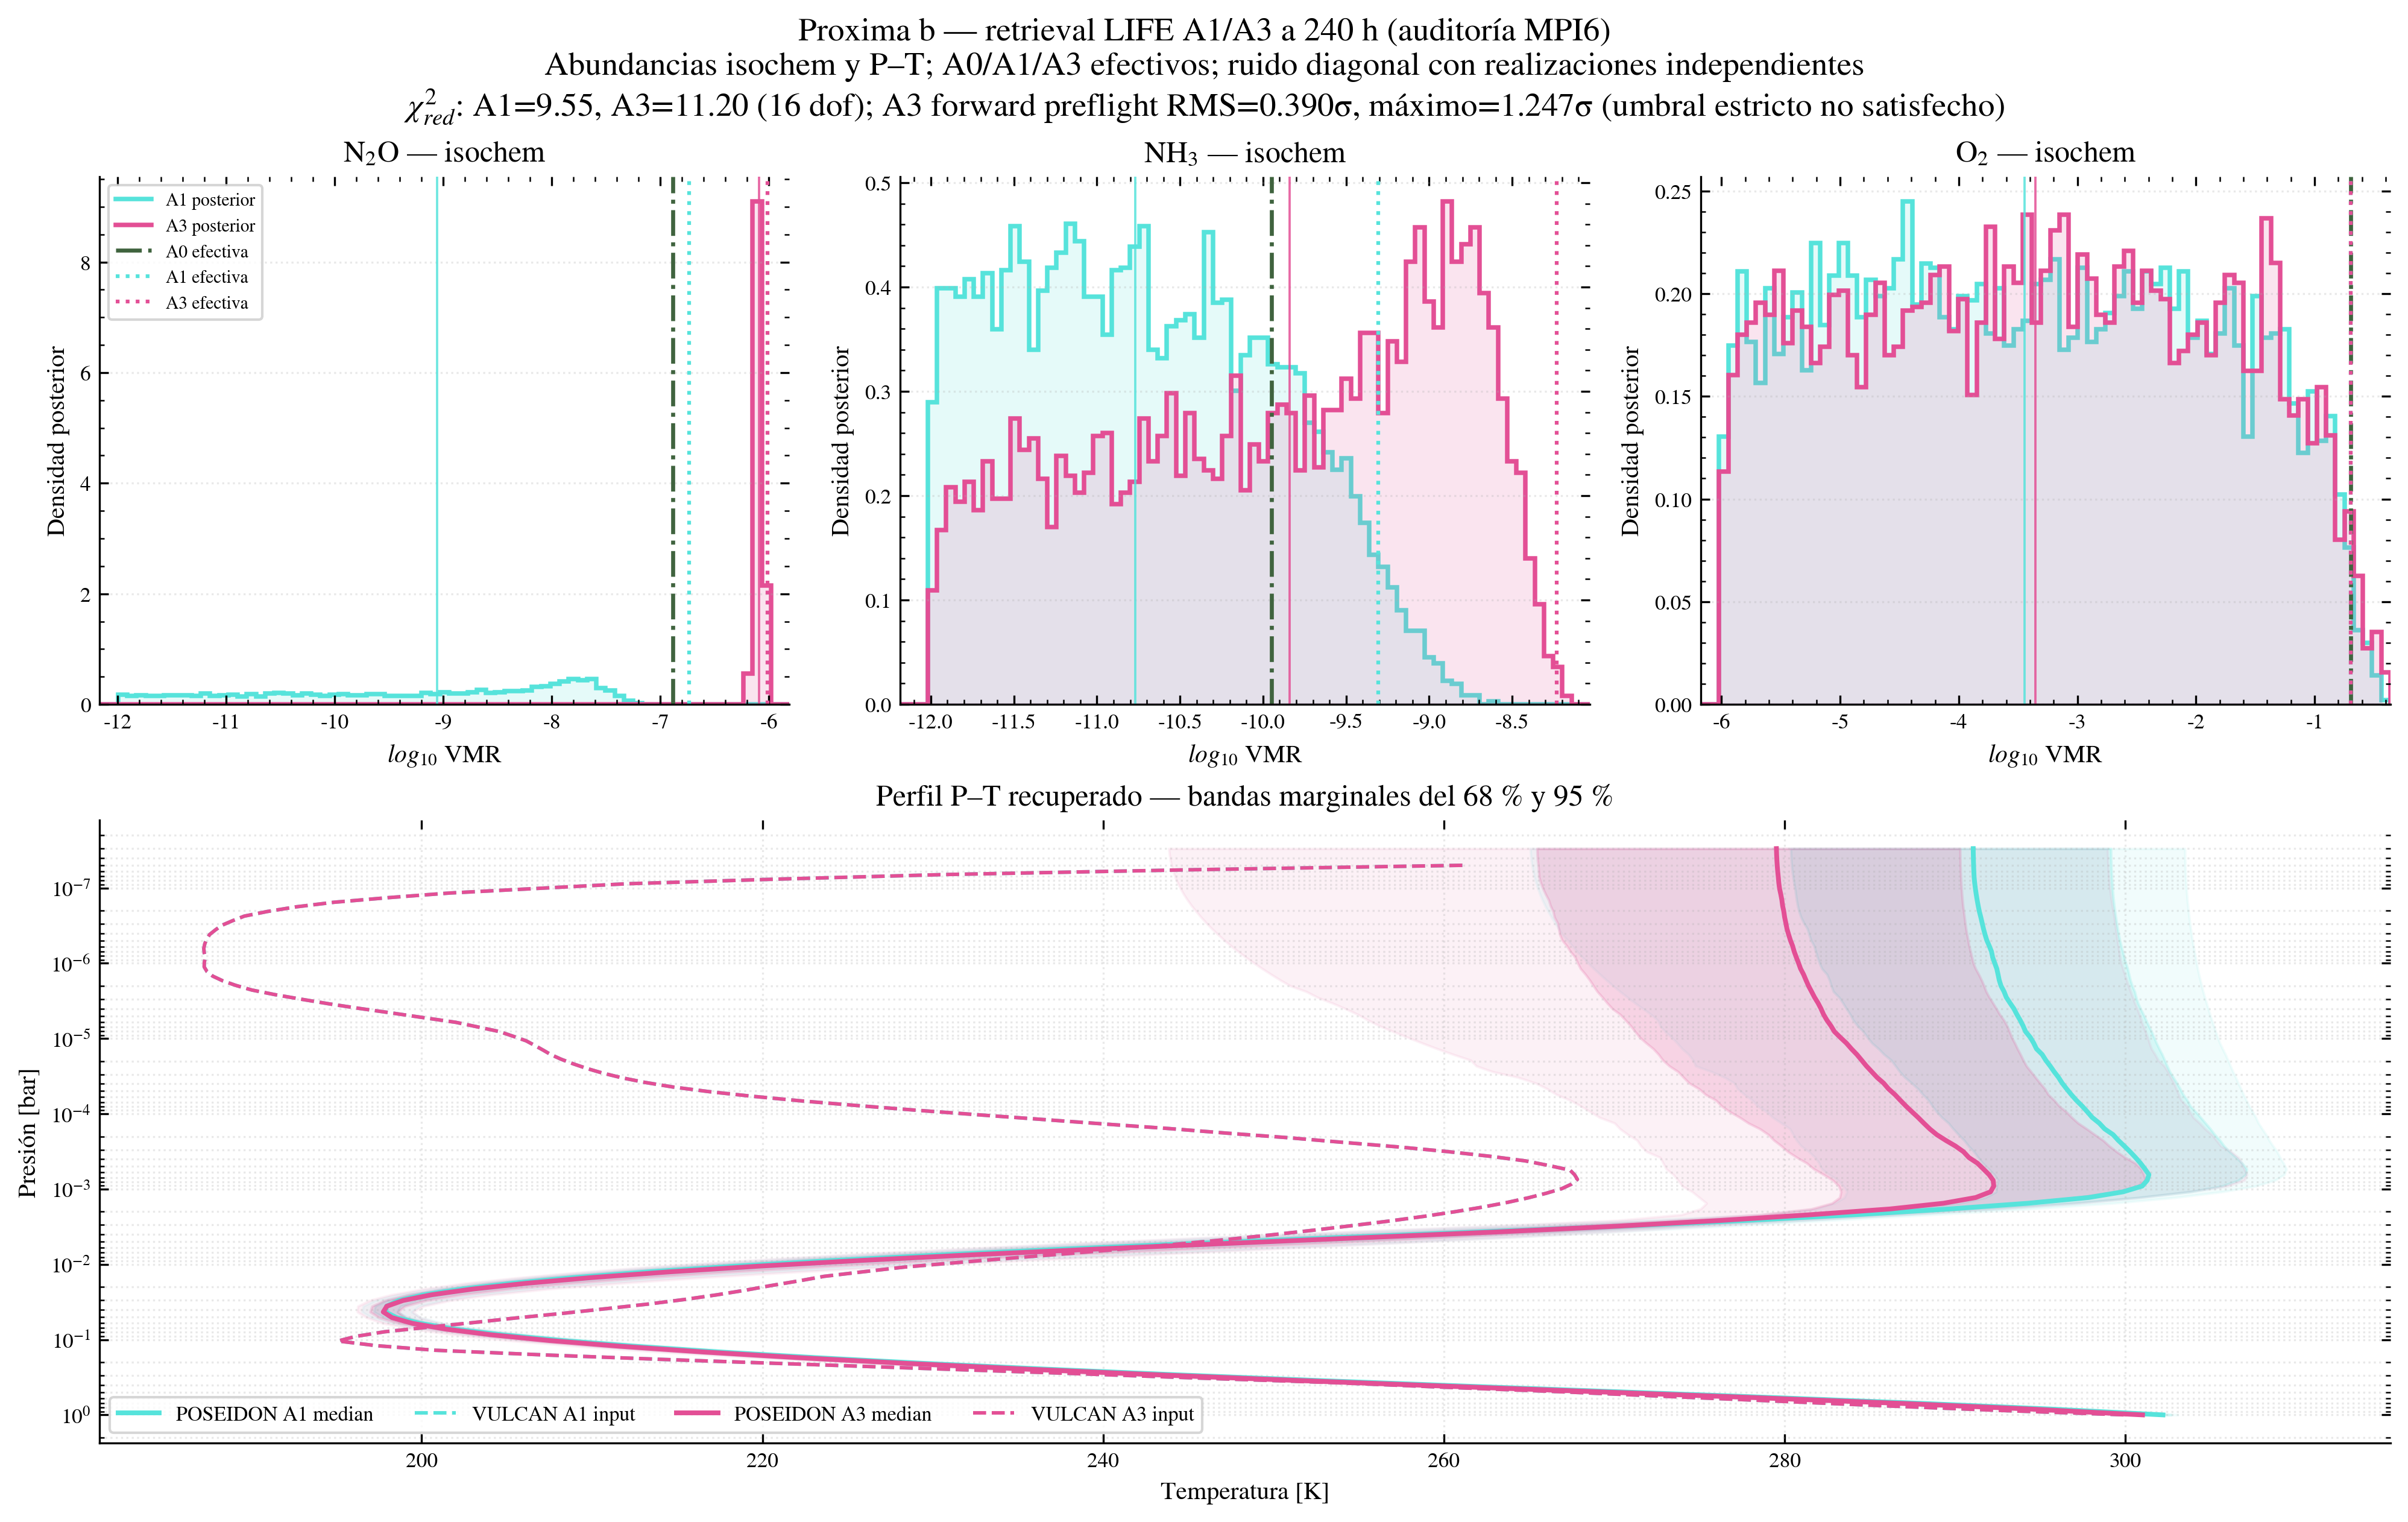 Proxima b — retrieval LIFE A1/A3 a 240 h (auditoría MPI6)
Abundancias isochem y P–T; A0/A1/A3 efectivos; ruido diagonal con realizaciones independientes
χ²red: A1=9.55, A3=11.20 (16 dof); A3 forward preflight RMS=0.390σ, máximo=1.247σ (umbral estricto no satisfecho)
N₂O — isochem
A1 posterior
A3 posterior
A0 efectiva
A1 efectiva
A3 efectiva
Densidad posterior
8
6
4
2
0
-12 -11 -10 -9 -8 -7 -6
log₁₀ VMR
NH₃ — isochem
Densidad posterior
0.5
0.4
0.3
0.2
0.1
0.0
-12.0 -11.5 -11.0 -10.5 -10.0 -9.5 -9.0 -8.5
log₁₀ VMR
O₂ — isochem
Densidad posterior
0.25
0.20
0.15
0.10
0.05
0.00
-6 -5 -4 -3 -2 -1
log₁₀ VMR
Perfil P–T recuperado — bandas marginales del 68 % y 95 %
Presión [bar]
10⁻⁷
10⁻⁶
10⁻⁵
10⁻⁴
10⁻³
10⁻²
10⁻¹
10⁰
POSEIDON A1 median VULCAN A1 input POSEIDON A3 median VULCAN A3 input
200 220 240 260 280 300
Temperatura [K]